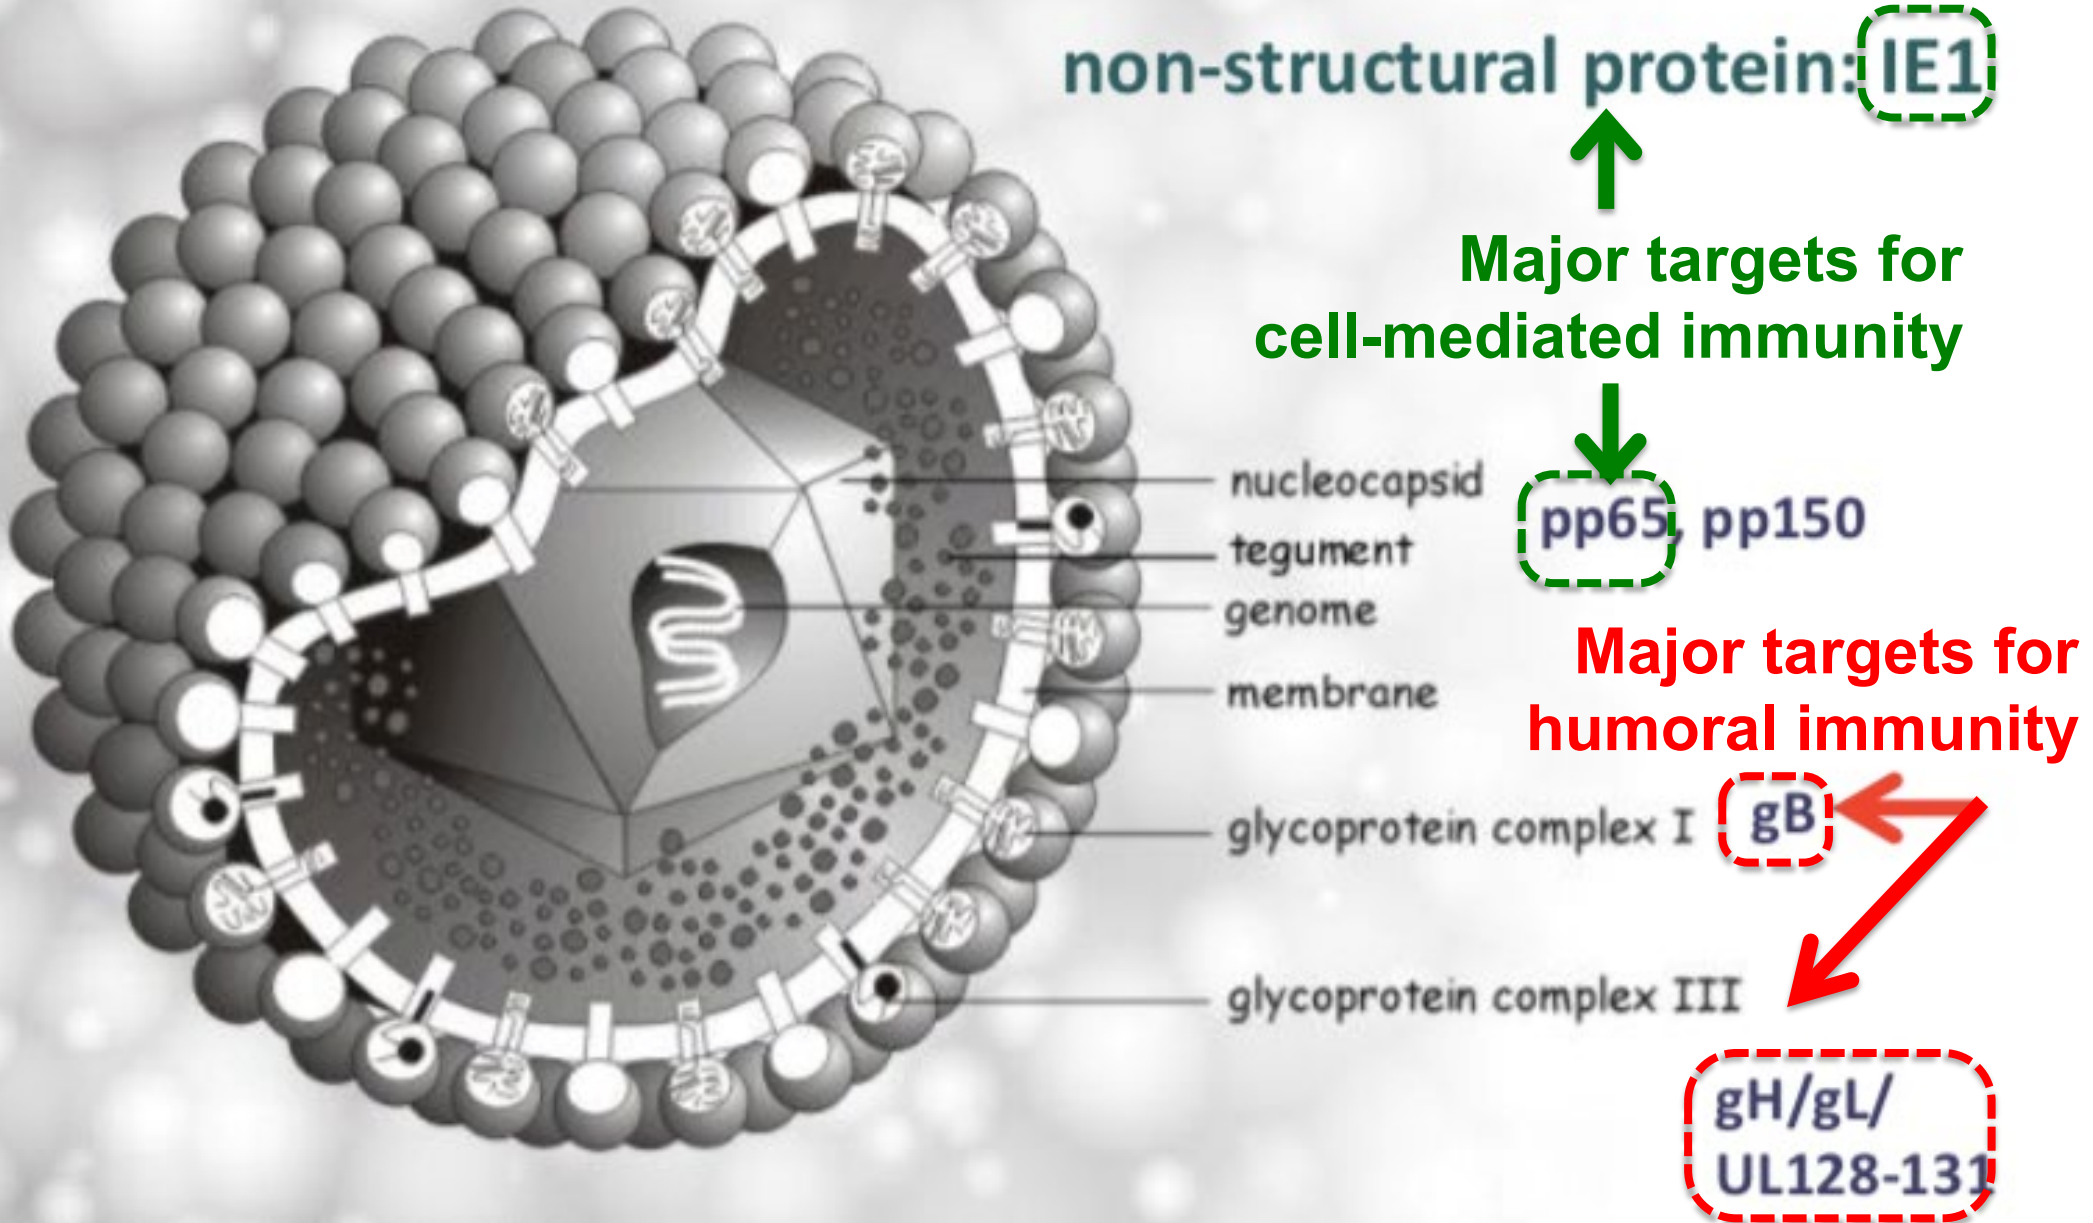 non-structural protein: IE1
Major targets for
cell-mediated immunity
nucleocapsid
pp65, pp150
tegument
genome
Major targets for
humoral immunity
membrane
glycoprotein complex I
gB
glycoprotein complex III
gH/gL/
UL128-131